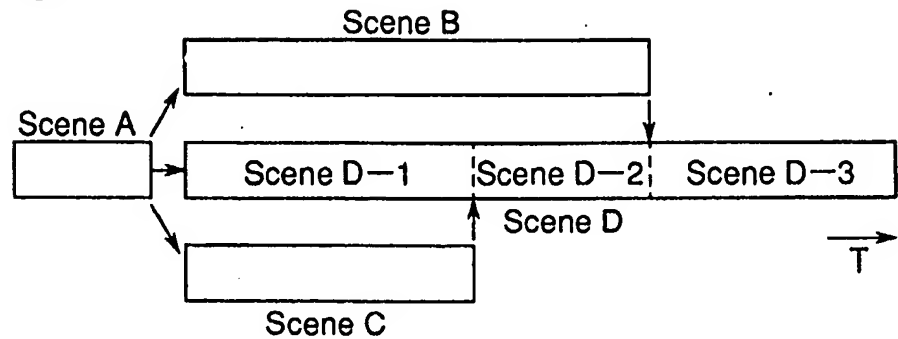 Scene B
Scene A
Scene D—1
Scene D—2
Scene D—3
Scene D
T
Scene C